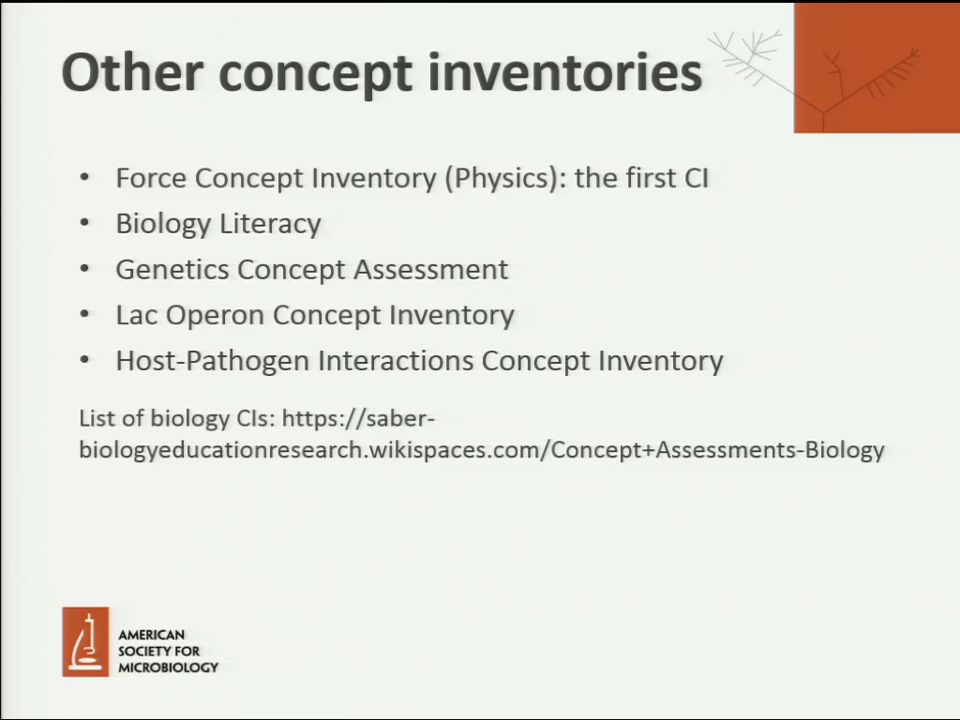 Other concept inventories
• Force Concept Inventory (Physics): the first CI
• Biology Literacy
• Genetics Concept Assessment
• Lac Operon Concept Inventory
• Host-Pathogen Interactions Concept Inventory
List of biology CIs: https://saber-
biologyeducationresearch.wikispaces.com/Concept+Assessments-Biology
AMERICAN
SOCIETY FOR
MICROBIOLOGY